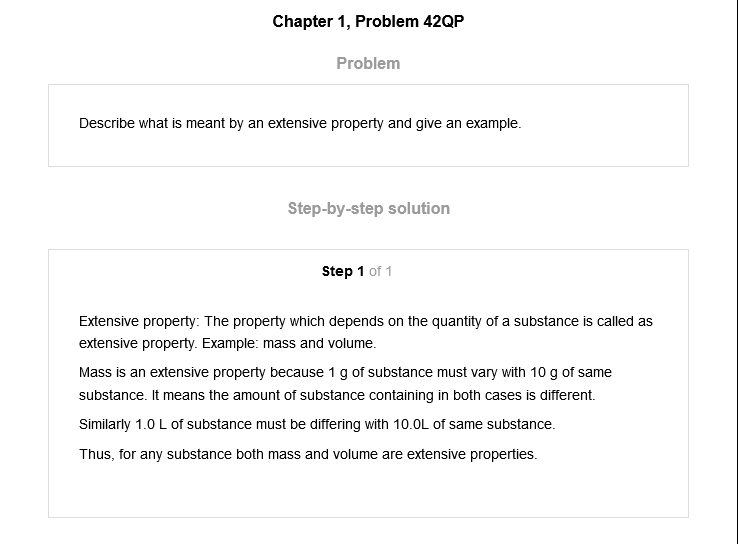 Chapter 1, Problem 42QP
Problem
Describe what is meant by an extensive property and give an example.
Step-by-step solution
Step 1 of 1
Extensive property: The property which depends on the quantity of a substance is called as
extensive property. Example: mass and volume.
Mass is an extensive property because 1 g of substance must vary with 10 g of same
substance. It means the amount of substance containing in both cases is different.
Similarly 1.0 L of substance must be differing with 10.0L of same substance.
Thus, for any substance both mass and volume are extensive properties.